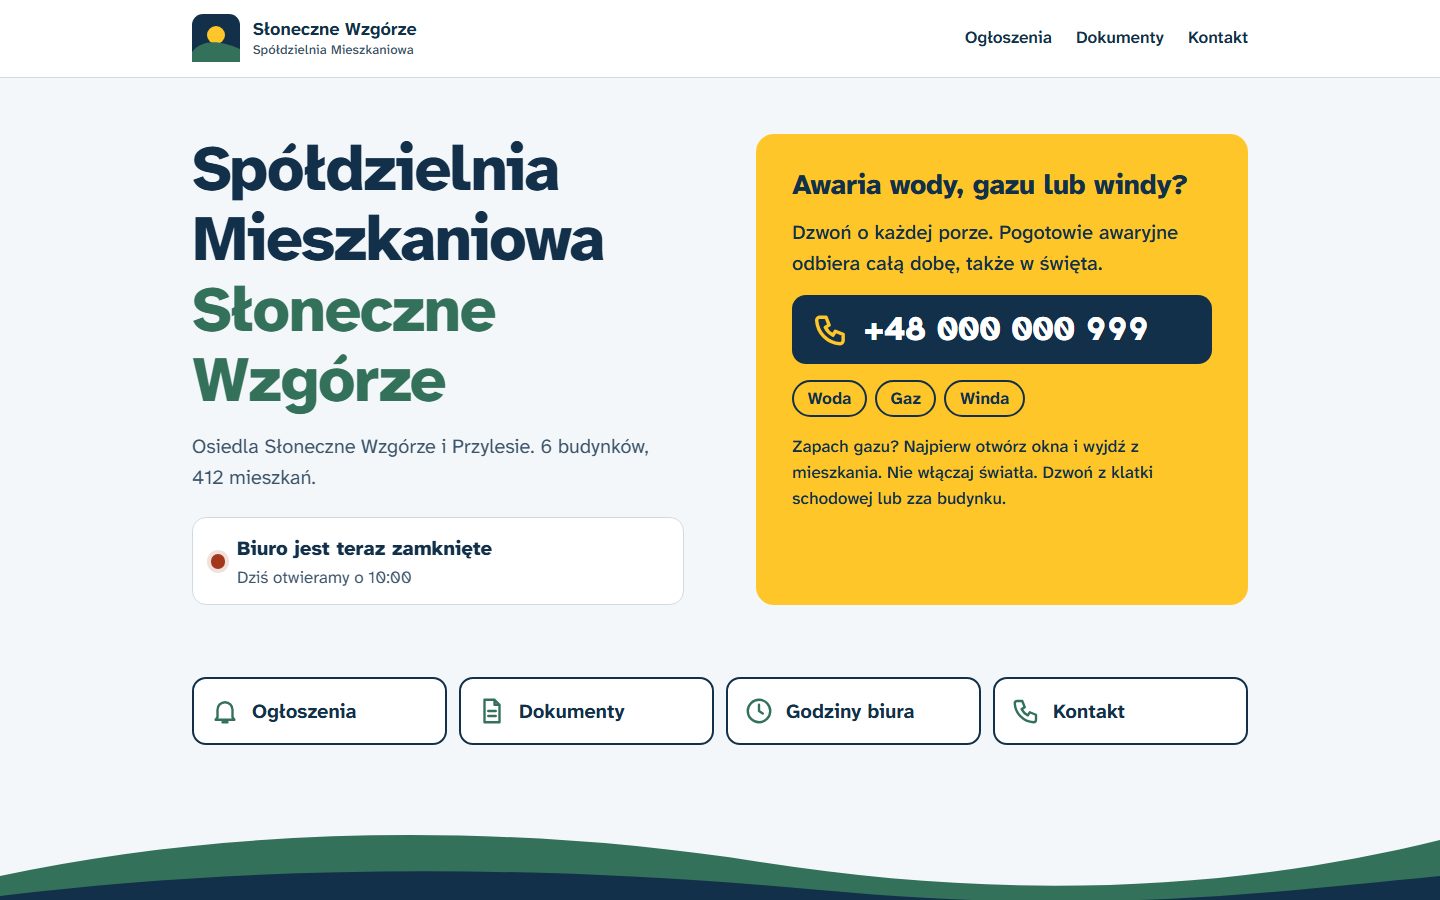 Słoneczne Wzgórze
Spółdzielnia Mieszkaniowa
Ogłoszenia
Dokumenty
Kontakt
Spółdzielnia
Mieszkaniowa
Słoneczne
Wzgórze
Osiedla Słoneczne Wzgórze i Przylesie. 6 budynków,
412 mieszkań.
Biuro jest teraz zamknięte
Dziś otwieramy o 10:00
Awaria wody, gazu lub windy?
Dzwoń o każdej porze. Pogotowie awaryjne
odbiera całą dobę, także w święta.
+48 000 000 999
Woda
Gaz
Winda
Zapach gazu? Najpierw otwórz okna i wyjdź z
mieszkania. Nie włączaj światła. Dzwoń z klatki
schodowej lub zza budynku.
Ogłoszenia
Dokumenty
Godziny biura
Kontakt